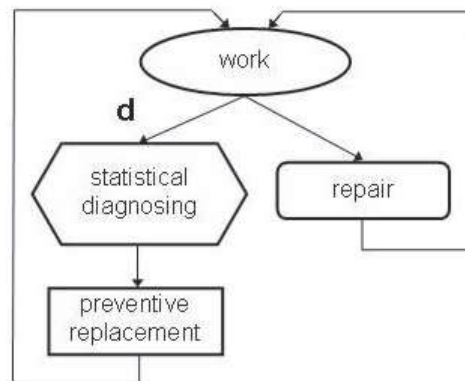 work
d
statistical
diagnosing
repair
preventive
replacement